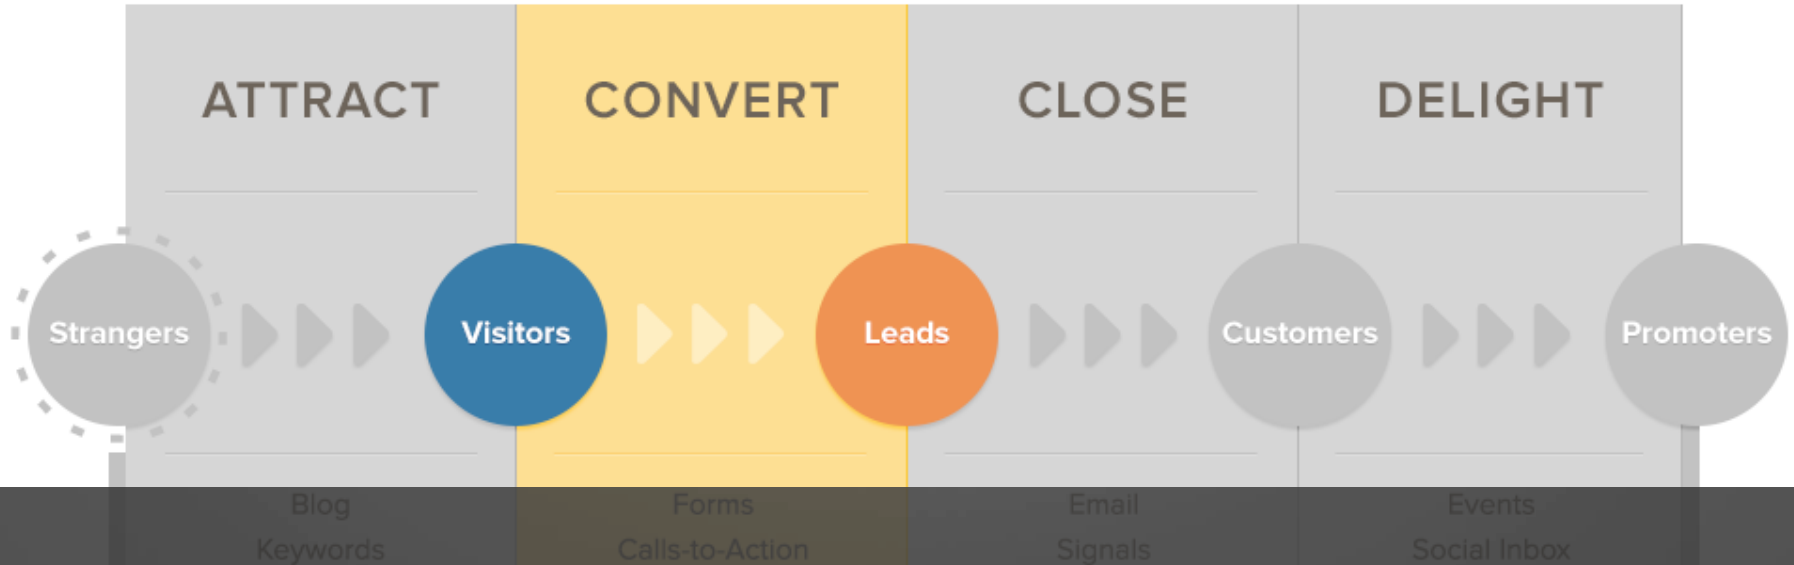 ATTRACT CONVERT CLOSE DELIGHT
Strangers Visitors Leads Customers Promoters
Blog Forms Email Events
Keywords Calls-to-Action Signals Social Inbox